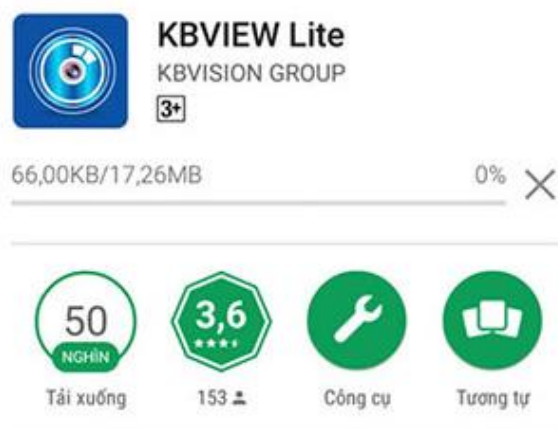 KBVIEW Lite
KBVISION GROUP
3+
66,00KB/17,26MB 0%
50
NGHÌN
3,6
Tải xuống 153 Công cụ Tương tự